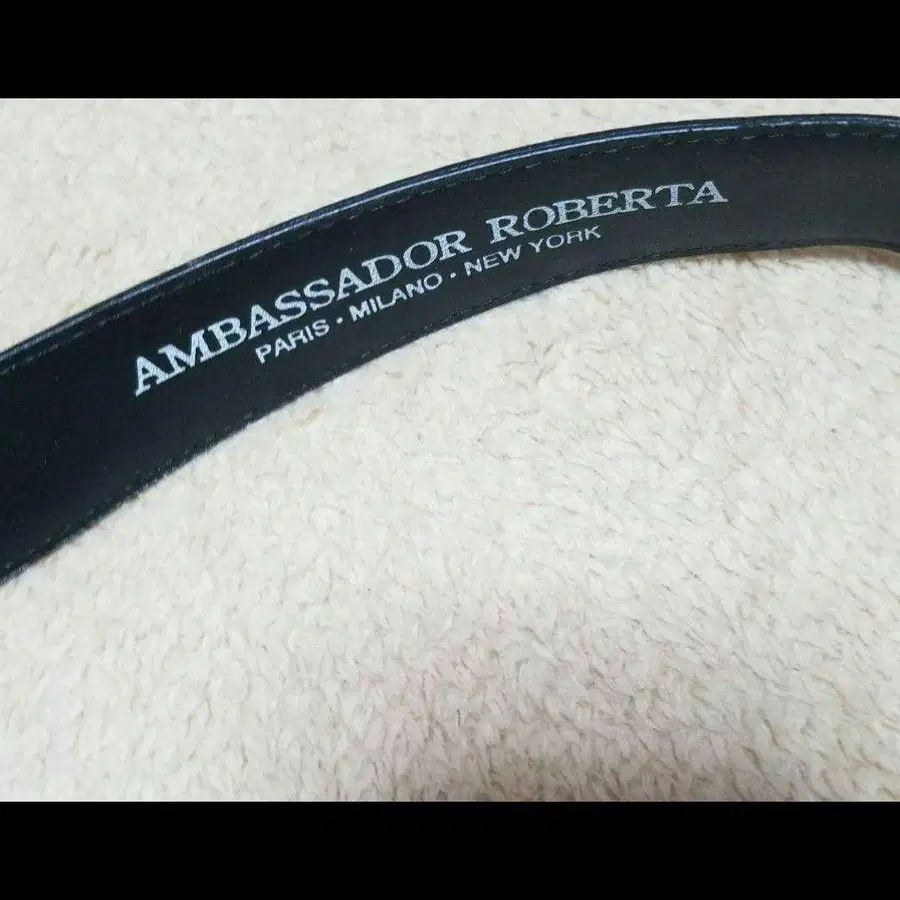 AMBASSADOR ROBERTA
PARIS · MILANO · NEW YORK